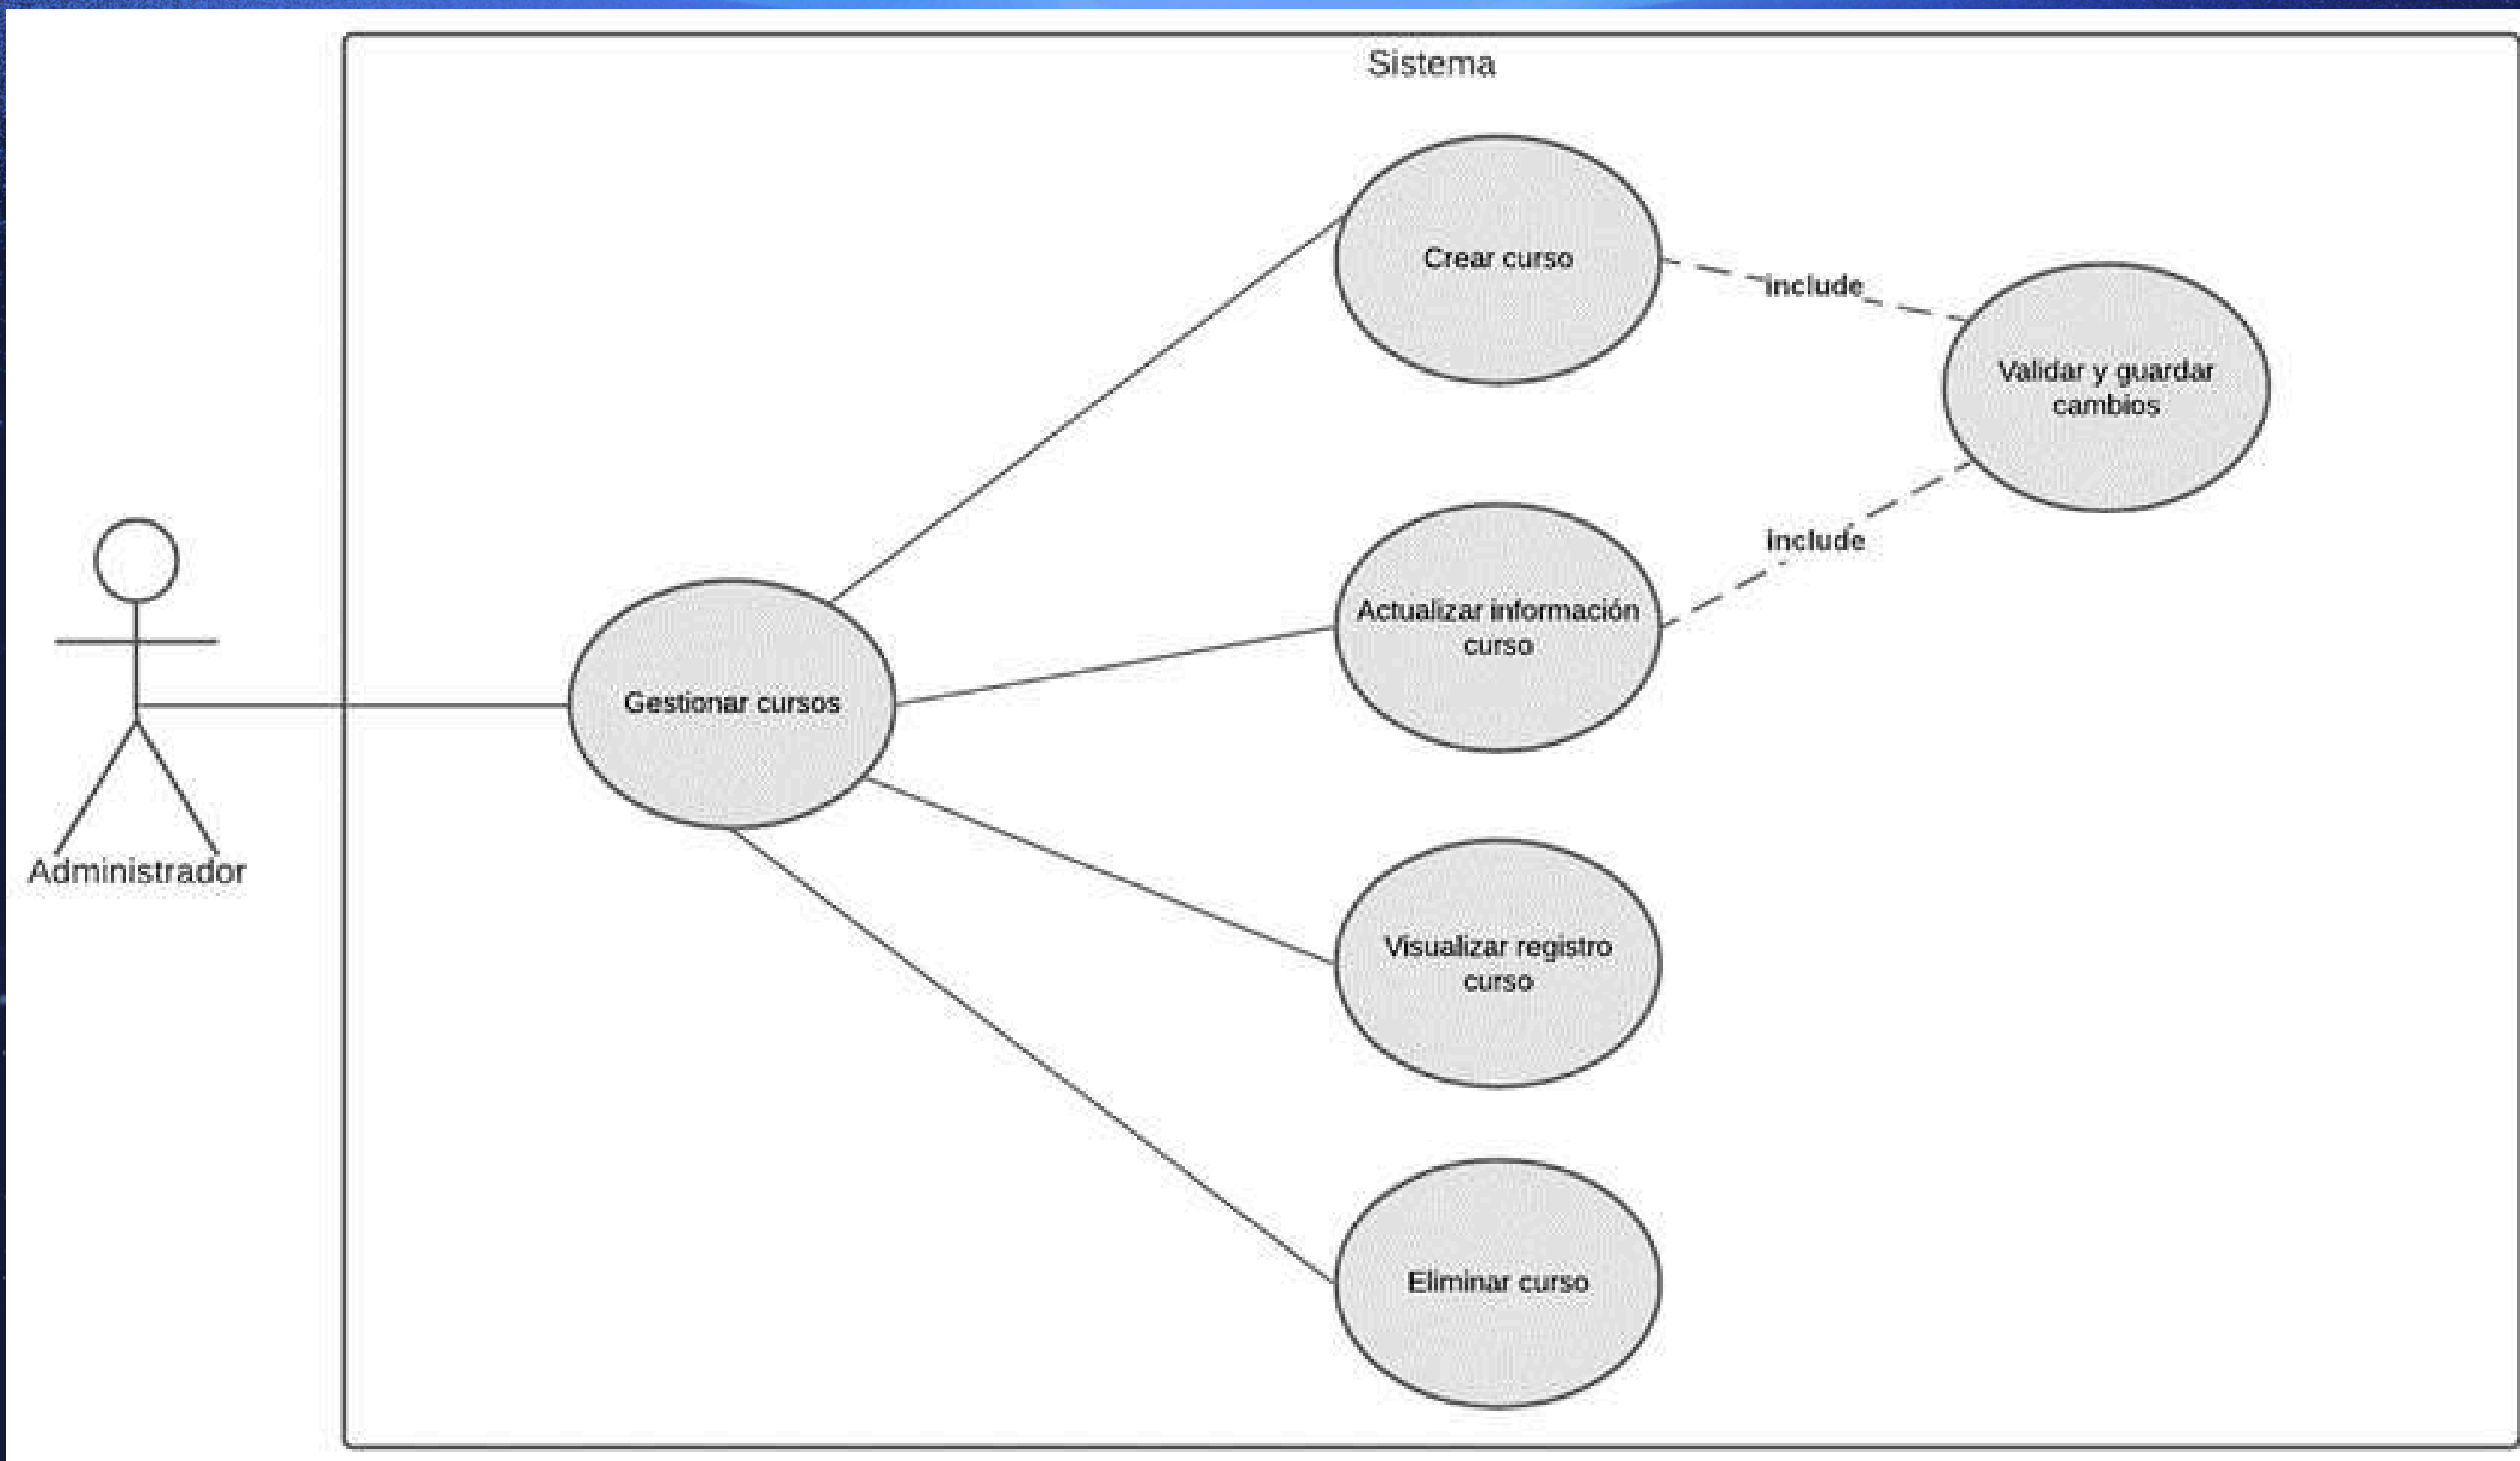 Sistema
Crear curso
include
Validar y guardar
cambios
include
Actualizar información
curso
Gestionar cursos
Administrador
Visualizar registro
curso
Eliminar curso